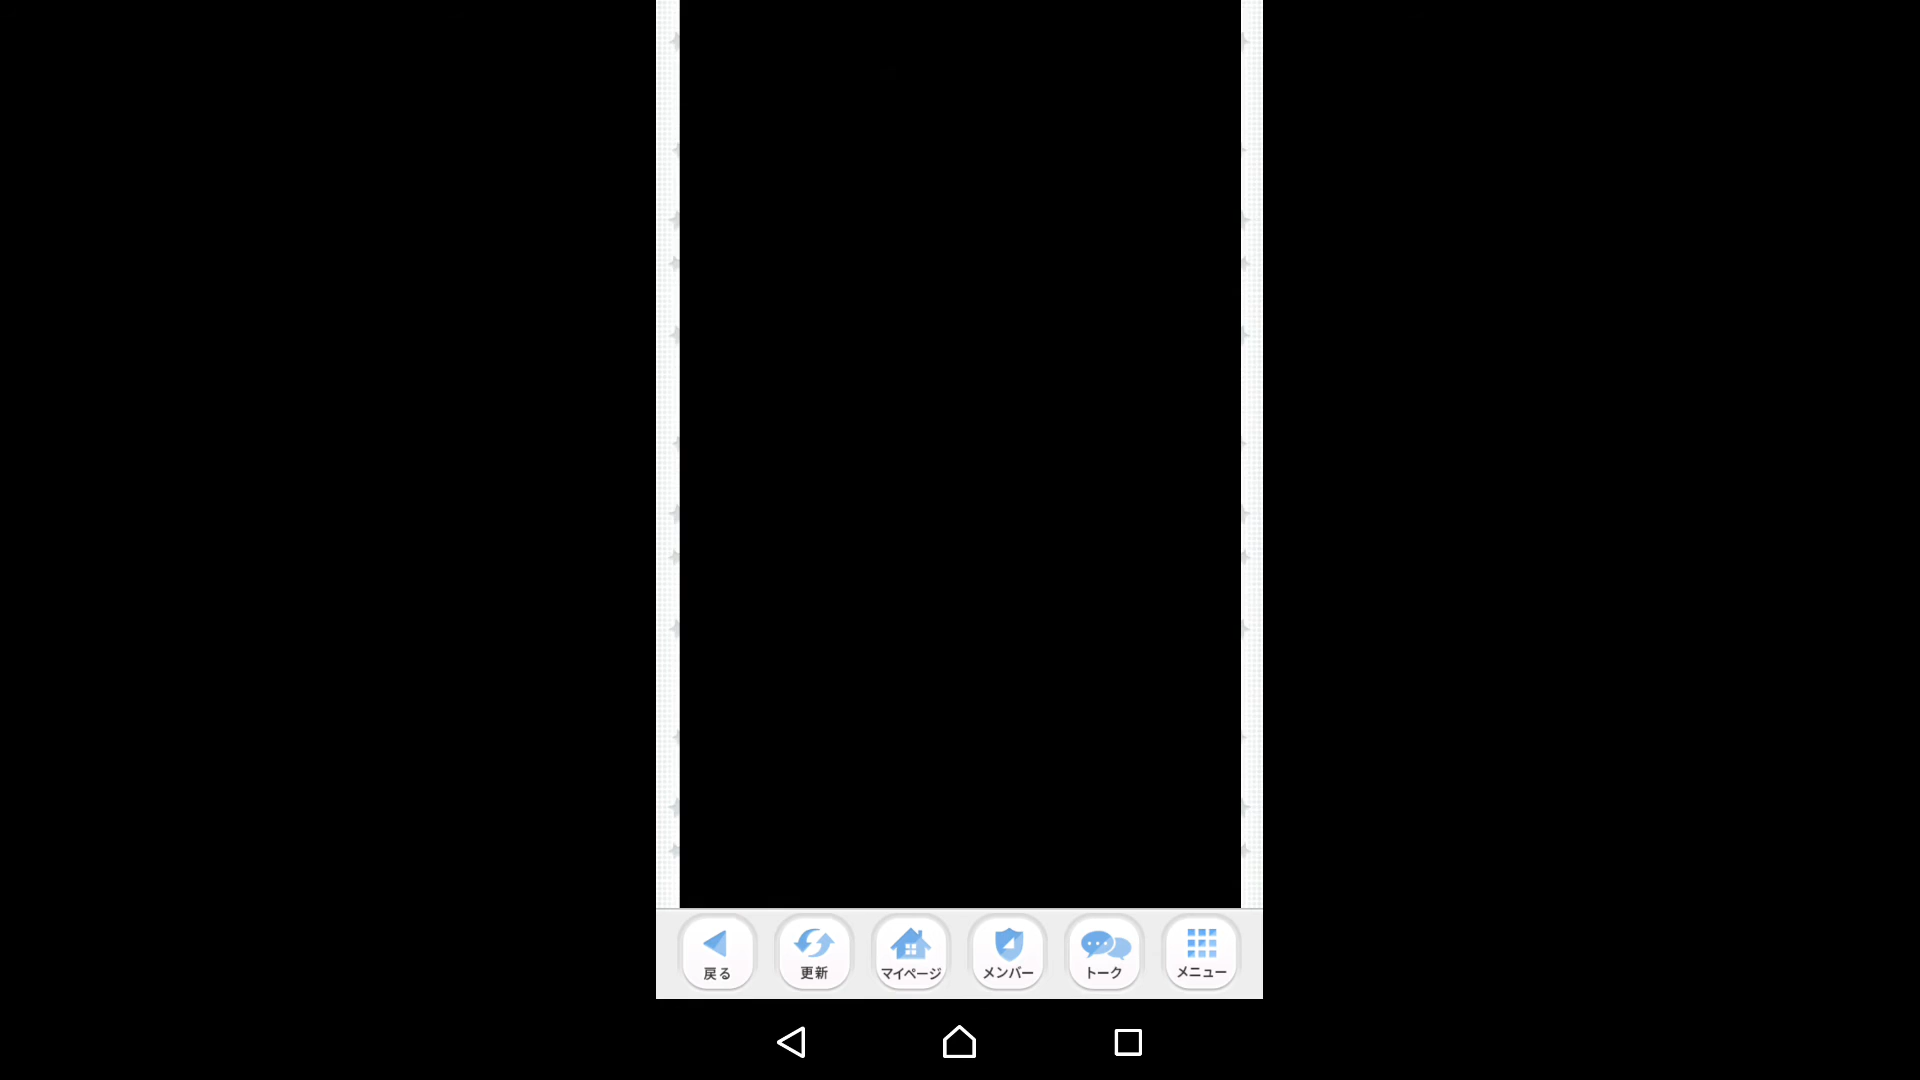 戻る
更新
マイページ
メンバー
トーク
メニュー